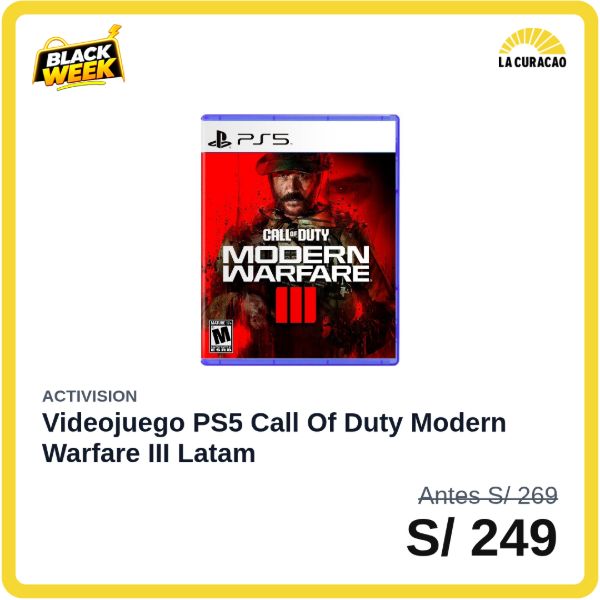 BLACK
WEEK
LA CURACAO
PS5
CALL OF DUTY
MODERN
WARFARE
III
M
ACTIVISION
Videojuego PS5 Call Of Duty Modern
Warfare III Latam
Antes S/ 269
S/ 249